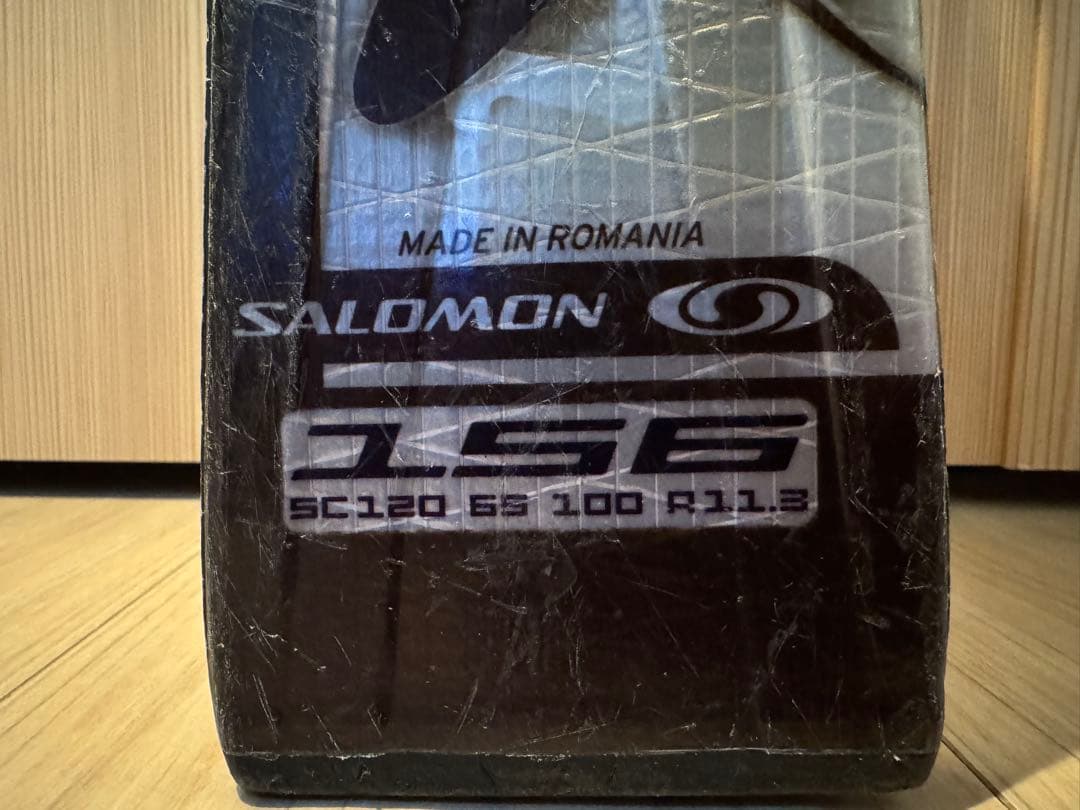 MADE IN ROMANIA
SALOMON
156
SC120 65 100 R11.3